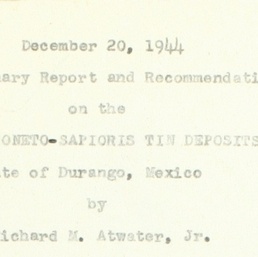 December 20, 1944
nary Report and Recommendati
on the
ONETO-SAPIORIS TIN DEPOSITS
te of Durango, Mexico
by
ichard M. Atwater, Jr.